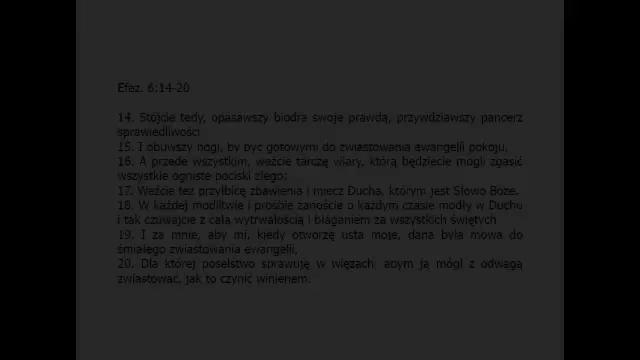 Efez. 6:14-20
14. Stójcie tedy, opasawszy biodra swoje prawdą, przywdziawszy pancerz
sprawiedliwości
15. I obuwszy nogi, by być gotowymi do zwiastowania ewangelii pokoju,
16. A przede wszystkim, weźcie tarczę wiary, którą będziecie mogli zgasić
wszystkie ogniste pociski złego;
17. Weźcie też przyłbicę zbawienia i miecz Ducha, którym jest Słowo Boże.
18. W każdej modlitwie i prośbie zanoście o każdym czasie modły w Duchu
i tak czuwajcie z całą wytrwałością i błaganiem za wszystkich świętych
19. I za mnie, aby mi, kiedy otworzę usta moje, dana była mowa do
śmiałego zwiastowania ewangelii,
20. Dla której poselstwo sprawuję w więzach, abym ją mógł z odwagą
zwiastować, jak to czynić winienem.